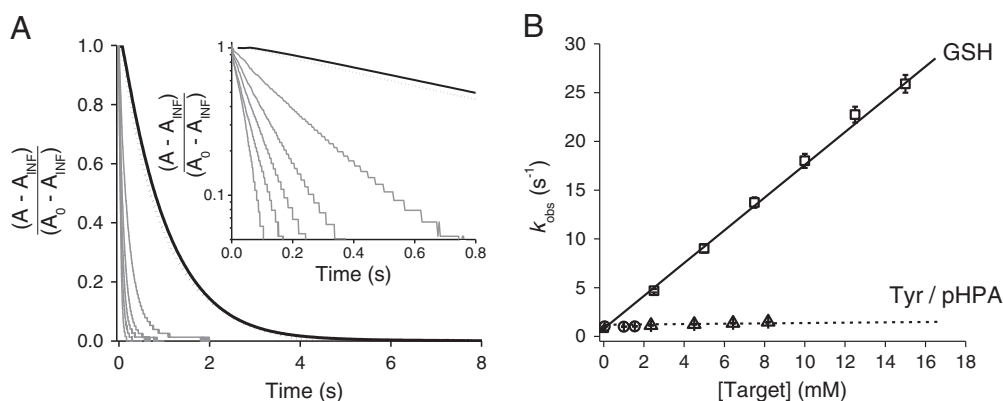 A
1.0
0.8
0.6
0.4
0.2
0.0
(A - A_INF)
(A_0 - A_INF)
0 2 4 6 8
Time (s)
1
0.1
(A - A_INF)
(A_0 - A_INF)
0.0 0.2 0.4 0.6 0.8
Time (s)
B
30
25
20
15
10
5
0
k_obs (s⁻¹)
GSH
Tyr / pHPA
0 2 4 6 8 10 12 14 16 18
[Target] (mM)